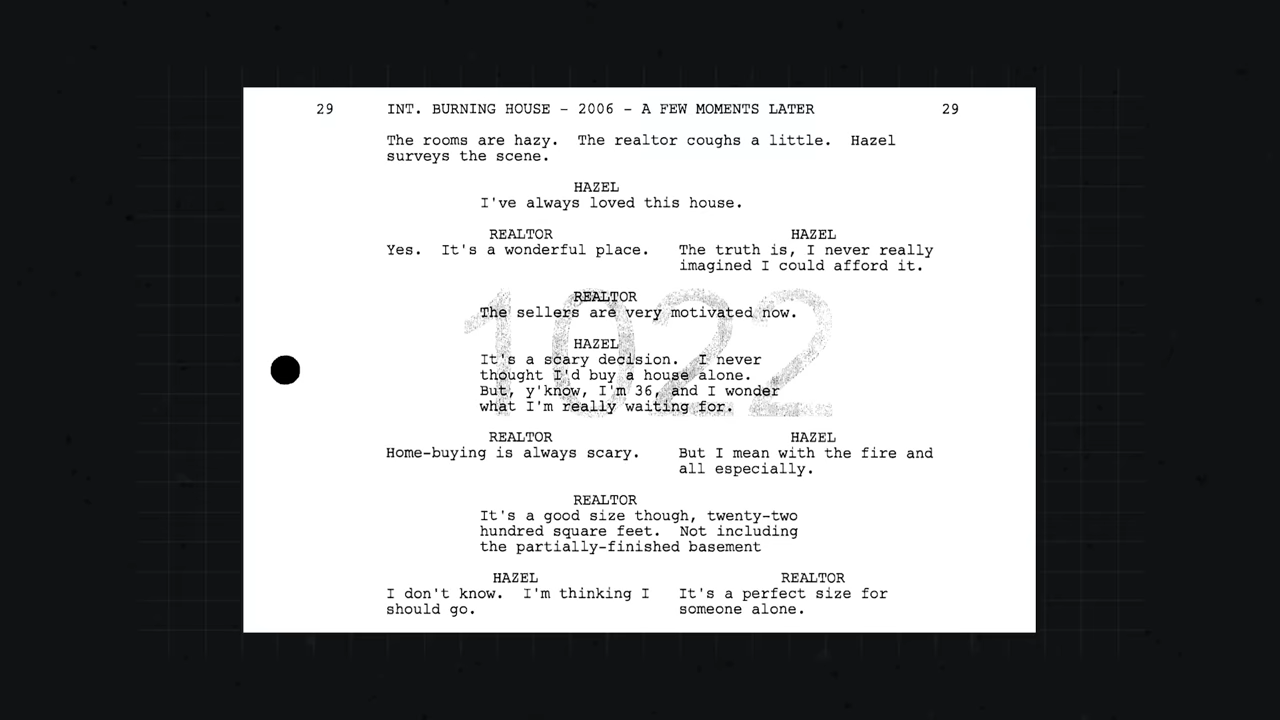 29 INT. BURNING HOUSE - 2006 - A FEW MOMENTS LATER 29
The rooms are hazy. The realtor coughs a little. Hazel
surveys the scene.
HAZEL
I've always loved this house.
REALTOR HAZEL
Yes. It's a wonderful place. The truth is, I never really
imagined I could afford it.
REALTOR
The sellers are very motivated now.
1022
HAZEL
It's a scary decision. I never
thought I'd buy a house alone.
But, y'know, I'm 36, and I wonder
what I'm really waiting for.
REALTOR HAZEL
Home-buying is always scary. But I mean with the fire and
all especially.
REALTOR
It's a good size though, twenty-two
hundred square feet. Not including
the partially-finished basement
HAZEL REALTOR
I don't know. I'm thinking I It's a perfect size for
should go. someone alone.